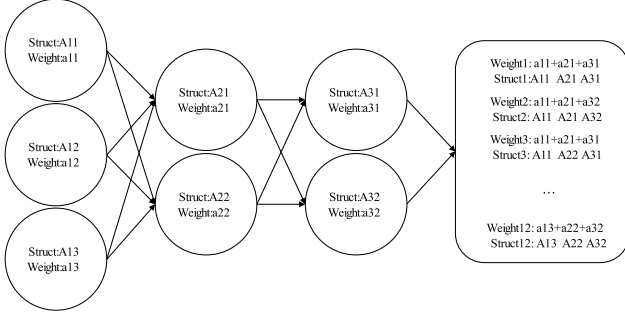 Struct:A11
Weight:a11
Struct:A12
Weight:a12
Struct:A13
Weight:a13
Struct:A21
Weight:a21
Struct:A22
Weight:a22
Struct:A31
Weight:a31
Struct:A32
Weight:a32
Weight1: a11+a21+a31
Struct1:A11 A21 A31
Weight2: a11+a21+a32
Struct2: A11 A21 A32
Weight3: a11+a21+a31
Struct3: A11 A22 A31
...
Weight12: a13+a22+a32
Struct12: A13 A22 A32